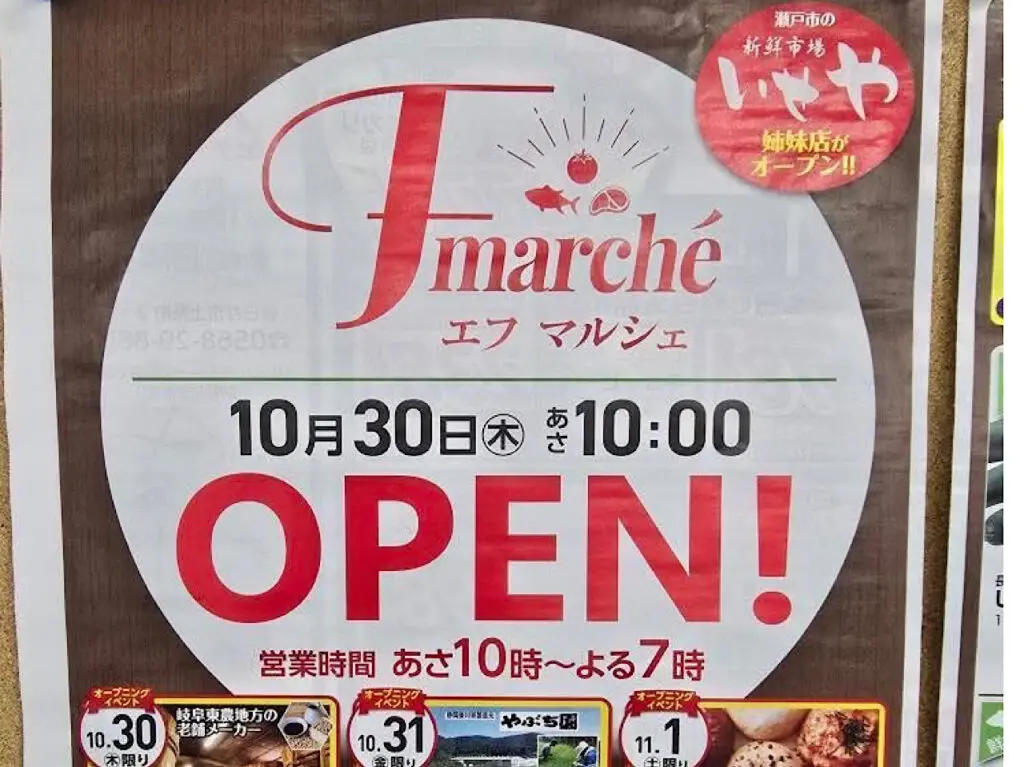 瀬戸市の
新鮮市場
いせや
姉妹店が
オープン!!
F marché
エフ マルシェ
10月30日㊍ あさ10:00
OPEN!
営業時間 あさ10時～よる7時
オープニング
イベント
10.30
㊍限り
岐阜東濃地方の
老舗メーカー
オープニング
イベント
10.31
㊎限り
やぶち園
オープニング
イベント
11.1
㊏限り